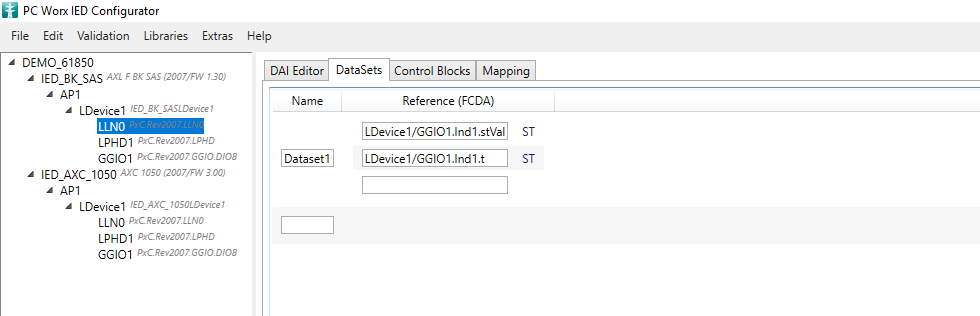 PC Worx IED Configurator
File Edit Validation Libraries Extras Help
DEMO_61850
IED_BK_SAS AXL F BK SAS (2007/FW 1.30)
AP1
LDevice1 IED_BK_SASLDevice1
LLN0 PxC.Rev2007.LLN0
LPHD1 PxC.Rev2007.LPHD
GGIO1 PxC.Rev2007.GGIO.DIO8
IED_AXC_1050 AXC 1050 (2007/FW 3.00)
AP1
LDevice1 IED_AXC_1050LDevice1
LLN0 PxC.Rev2007.LLN0
LPHD1 PxC.Rev2007.LPHD
GGIO1 PxC.Rev2007.GGIO.DIO8
DAI Editor DataSets Control Blocks Mapping
Name Reference (FCDA)
LDevice1/GGIO1.Ind1.stVal ST
Dataset1 LDevice1/GGIO1.Ind1.t ST